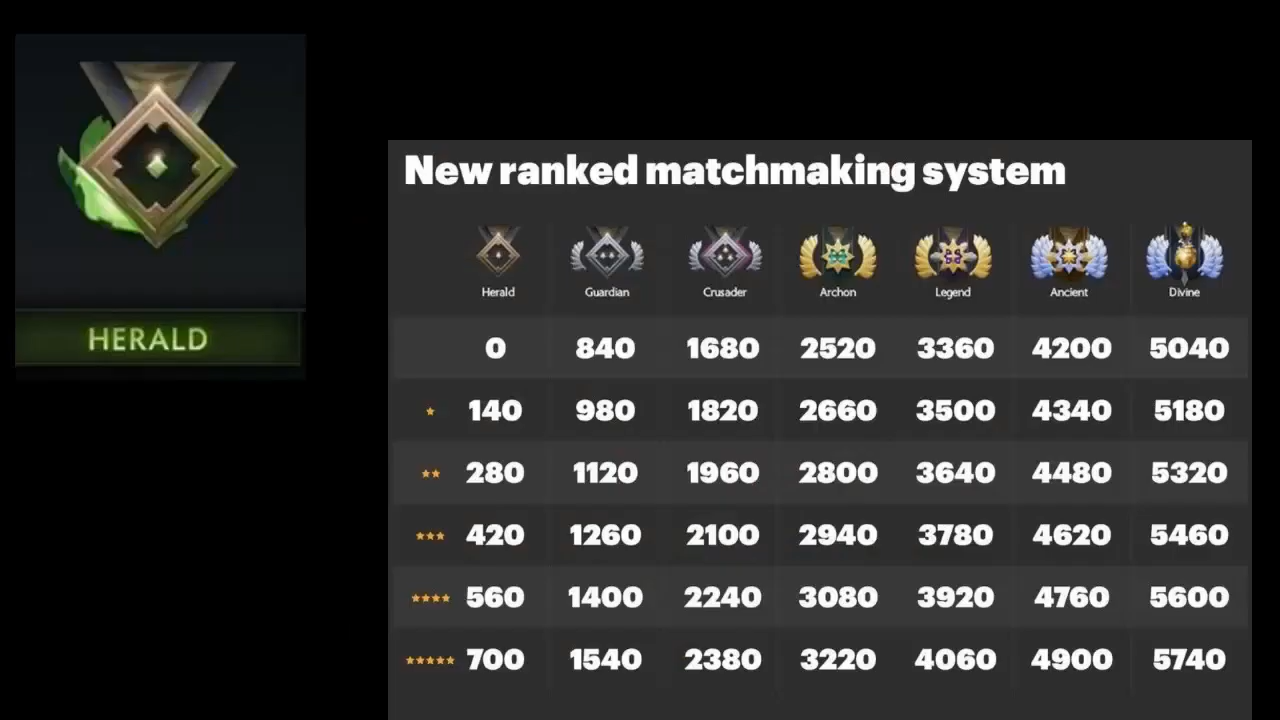 HERALD
New ranked matchmaking system
Herald Guardian Crusader Archon Legend Ancient Divine
0 840 1680 2520 3360 4200 5040
140 980 1820 2660 3500 4340 5180
280 1120 1960 2800 3640 4480 5320
420 1260 2100 2940 3780 4620 5460
560 1400 2240 3080 3920 4760 5600
700 1540 2380 3220 4060 4900 5740